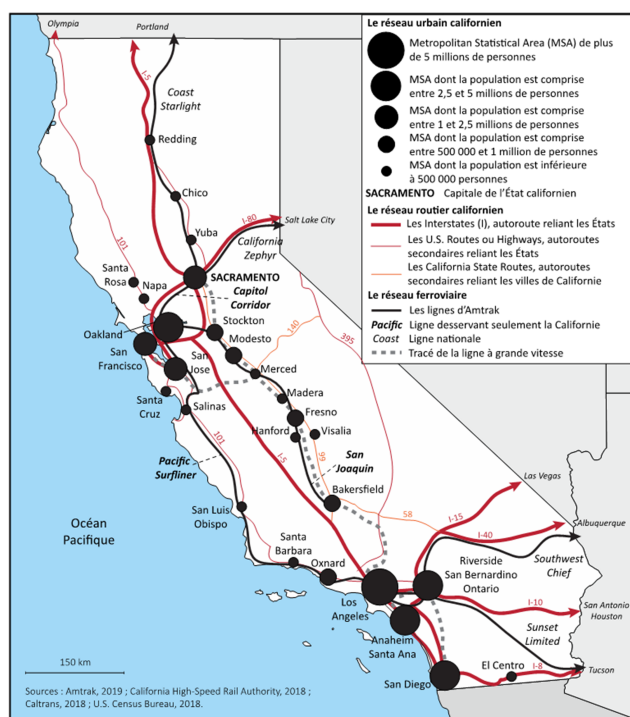 Olympia
Portland
I-5
Coast
Starlight
Redding
Chico
101
Yuba
I-80
Salt Lake City
California
Zephyr
Santa
Rosa
Napa
SACRAMENTO
Capitol
Corridor
Oakland
Stockton
San
Francisco
Modesto
140
395
San
Jose
Merced
Santa
Cruz
Salinas
Madera
Fresno
Hanford
Visalia
101
I-5
99
Pacific
Surfliner
San
Joaquin
Bakersfield
58
San Luis
Obispo
Océan
Pacifique
Santa
Barbara
Oxnard
Los
Angeles
Las Vegas
I-15
I-40
Albuquerque
Riverside
San Bernardino
Ontario
Southwest
Chief
I-10
San Antonio
Houston
Anaheim
Santa Ana
Sunset
Limited
San Diego
El Centro
I-8
Tucson
150 km
Sources : Amtrak, 2019 ; California High-Speed Rail Authority, 2018 ;
Caltrans, 2018 ; U.S. Census Bureau, 2018.
Le réseau urbain californien
Metropolitan Statistical Area (MSA) de plus
de 5 millions de personnes
MSA dont la population est comprise
entre 2,5 et 5 millions de personnes
MSA dont la population est comprise
entre 1 et 2,5 millions de personnes
MSA dont la population est comprise
entre 500 000 et 1 million de personnes
MSA dont la population est inférieure
à 500 000 personnes
SACRAMENTO Capitale de l'État californien
Le réseau routier californien
Les Interstates (I), autoroute reliant les États
Les U.S. Routes ou Highways, autoroutes
secondaires reliant les États
Les California State Routes, autoroutes
secondaires reliant les villes de Californie
Le réseau ferroviaire
Les lignes d'Amtrak
Pacific Ligne desservant seulement la Californie
Coast Ligne nationale
Tracé de la ligne à grande vitesse